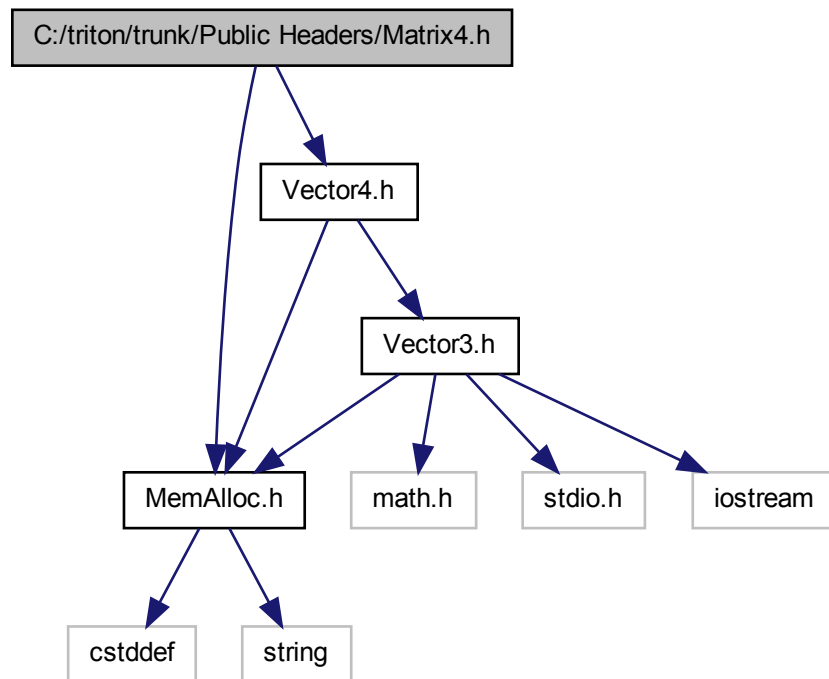 C:/triton/trunk/Public Headers/Matrix4.h
Vector4.h
Vector3.h
MemAlloc.h
math.h
stdio.h
iostream
cstddef
string